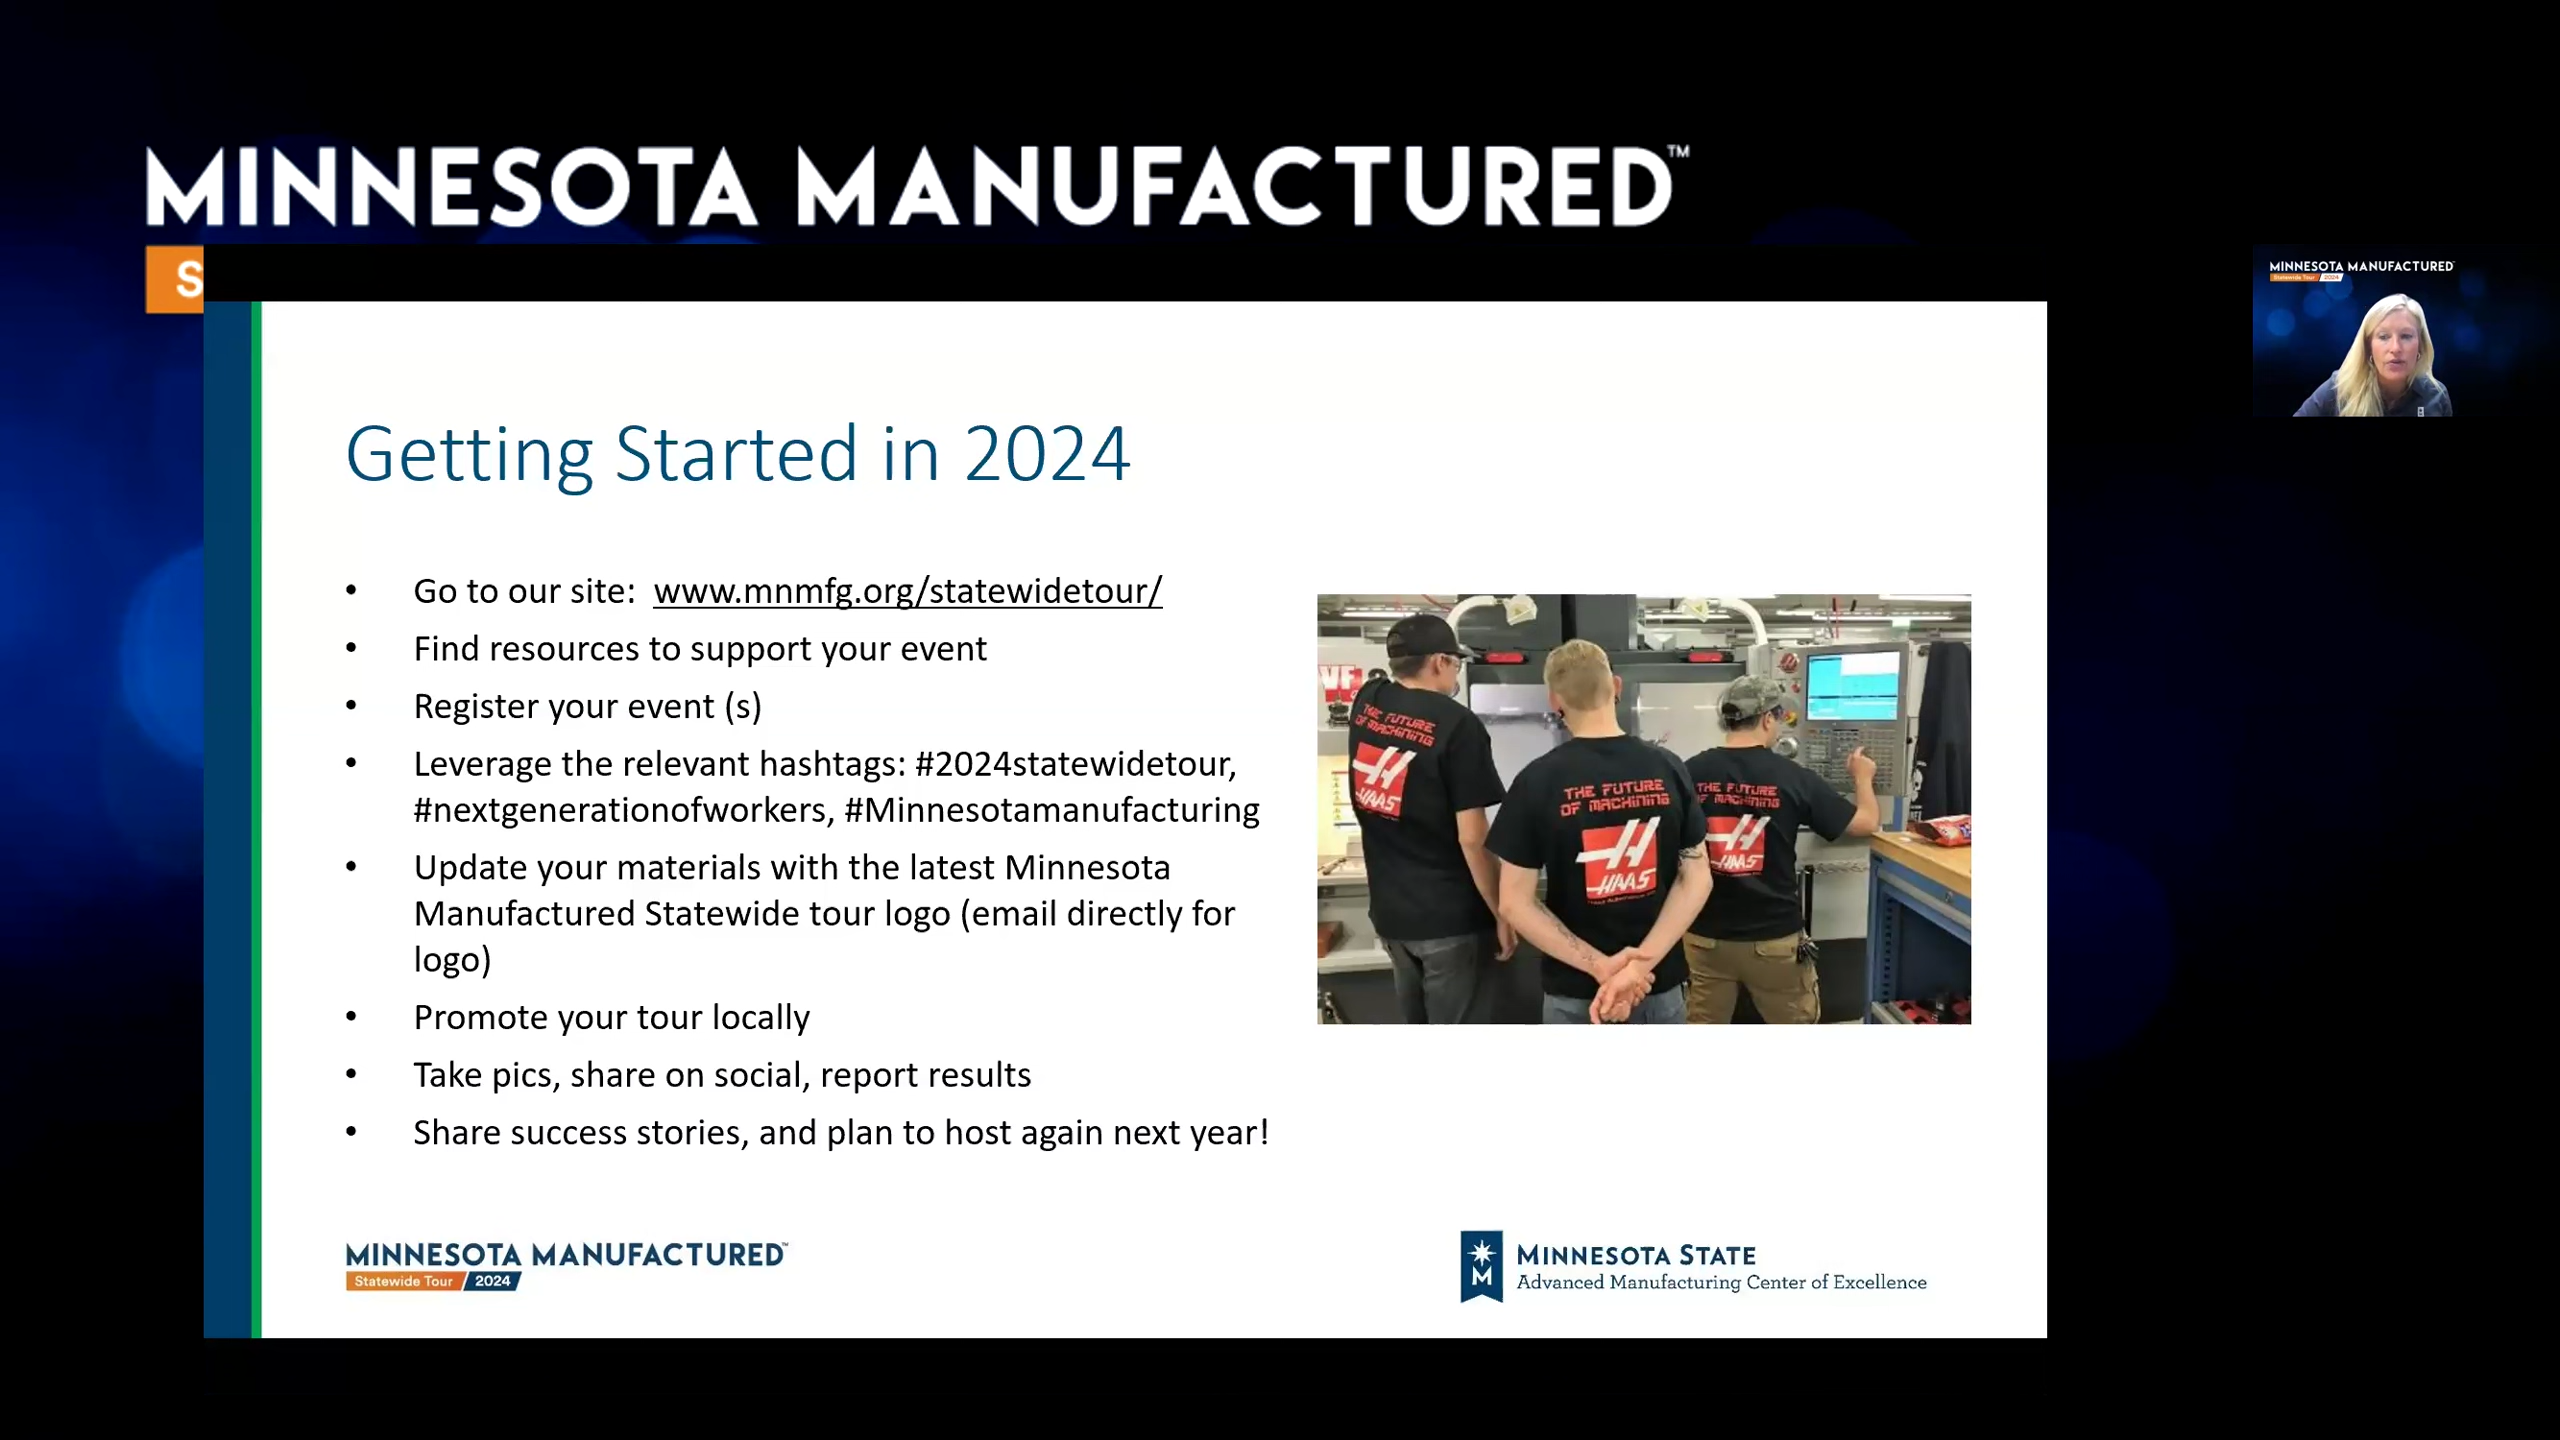 MINNESOTA MANUFACTURED™
S
MINNESOTA MANUFACTURED
Statewide Tour 2024
Getting Started in 2024
• Go to our site: www.mnmfg.org/statewidetour/
• Find resources to support your event
• Register your event (s)
• Leverage the relevant hashtags: #2024statewidetour,
#nextgenerationofworkers, #Minnesotamanufacturing
• Update your materials with the latest Minnesota
Manufactured Statewide tour logo (email directly for
logo)
• Promote your tour locally
• Take pics, share on social, report results
• Share success stories, and plan to host again next year!
THE FUTURE
OF MACHINING
HAAS
THE FUTURE
OF MACHINING
HAAS
THE FUTURE
OF MACHINING
HAAS
MINNESOTA MANUFACTURED™
Statewide Tour 2024
M
MINNESOTA STATE
Advanced Manufacturing Center of Excellence